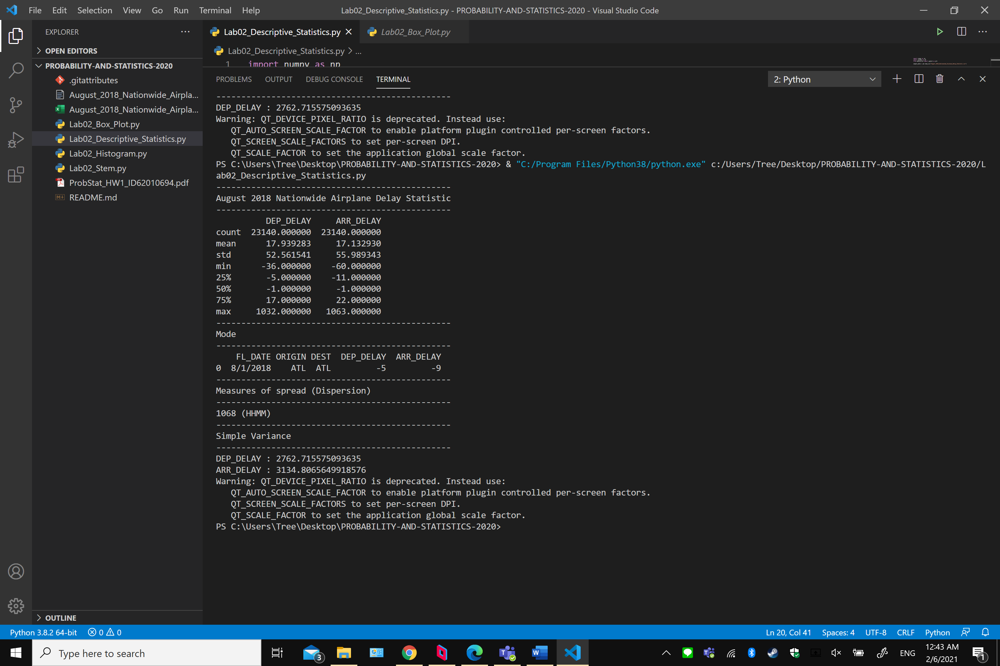 File Edit Selection View Go Run Terminal Help
Lab02_Descriptive_Statistics.py - PROBABILITY-AND-STATISTICS-2020 - Visual Studio Code
EXPLORER
OPEN EDITORS
PROBABILITY-AND-STATISTICS-2020
.gitattributes
August_2018_Nationwide_Airpla...
August_2018_Nationwide_Airpla...
Lab02_Box_Plot.py
Lab02_Descriptive_Statistics.py
Lab02_Histogram.py
Lab02_Stem.py
ProbStat_HW1_ID62010694.pdf
README.md
OUTLINE
Lab02_Descriptive_Statistics.py
Lab02_Box_Plot.py
Lab02_Descriptive_Statistics.py > ...
1 import numpy as np
PROBLEMS OUTPUT DEBUG CONSOLE TERMINAL
2: Python
-----------------------------------------------
DEP_DELAY : 2762.715575093635
Warning: QT_DEVICE_PIXEL_RATIO is deprecated. Instead use:
   QT_AUTO_SCREEN_SCALE_FACTOR to enable platform plugin controlled per-screen factors.
   QT_SCREEN_SCALE_FACTORS to set per-screen DPI.
   QT_SCALE_FACTOR to set the application global scale factor.
PS C:\Users\Tree\Desktop\PROBABILITY-AND-STATISTICS-2020> & "C:/Program Files/Python38/python.exe" c:/Users/Tree/Desktop/PROBABILITY-AND-STATISTICS-2020/L
ab02_Descriptive_Statistics.py
-----------------------------------------------
August 2018 Nationwide Airplane Delay Statistic
-----------------------------------------------
          DEP_DELAY     ARR_DELAY
count  23140.000000  23140.000000
mean      17.939283     17.132930
std       52.561541     55.989343
min      -36.000000    -60.000000
25%       -5.000000    -11.000000
50%       -1.000000     -1.000000
75%       17.000000     22.000000
max     1032.000000   1063.000000
-----------------------------------------------
Mode
-----------------------------------------------
    FL_DATE ORIGIN DEST  DEP_DELAY  ARR_DELAY
0  8/1/2018    ATL  ATL         -5         -9
-----------------------------------------------
Measures of spread (Dispersion)
-----------------------------------------------
1068 (HHMM)
-----------------------------------------------
Simple Variance
-----------------------------------------------
DEP_DELAY : 2762.715575093635
ARR_DELAY : 3134.8065649918576
Warning: QT_DEVICE_PIXEL_RATIO is deprecated. Instead use:
   QT_AUTO_SCREEN_SCALE_FACTOR to enable platform plugin controlled per-screen factors.
   QT_SCREEN_SCALE_FACTORS to set per-screen DPI.
   QT_SCALE_FACTOR to set the application global scale factor.
PS C:\Users\Tree\Desktop\PROBABILITY-AND-STATISTICS-2020>
Python 3.8.2 64-bit 0 0
Ln 20, Col 41 Spaces: 4 UTF-8 CRLF Python
Type here to search
3
ENG
12:43 AM
2/6/2021
1